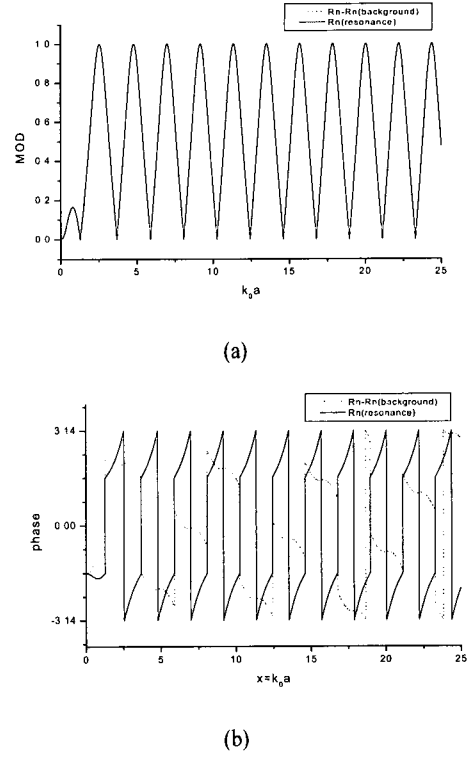 Rn-Rn(background)
Rn(resonance)
1 0
0 8
0 6
0 4
0 2
0 0
MOD
0 5 10 15 20 25
k₀a
(a)
Rn-Rn(background)
Rn(resonance)
3 14
0 00
-3 14
phase
0 5 10 15 20 25
x=k₀a
(b)